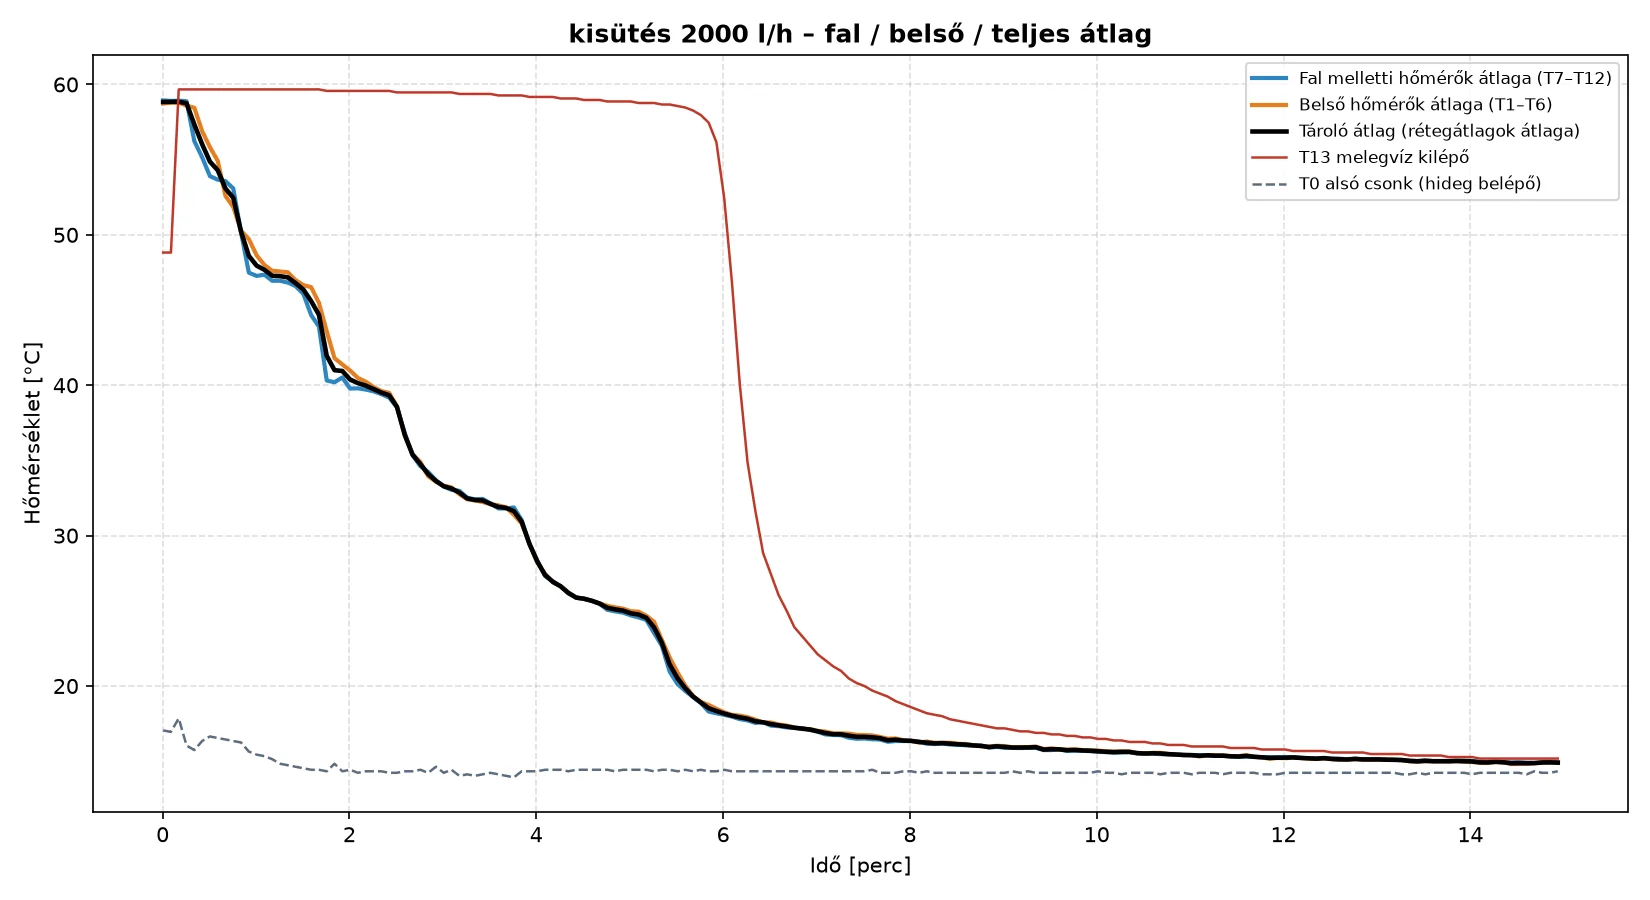 kisütés 2000 l/h – fal / belső / teljes átlag
Fal melletti hőmérők átlaga (T7–T12)
Belső hőmérők átlaga (T1–T6)
Tároló átlag (rétegátlagok átlaga)
T13 melegvíz kilépő
T0 alsó csonk (hideg belépő)
Hőmérséklet [°C]
60
50
40
30
20
0 2 4 6 8 10 12 14
Idő [perc]